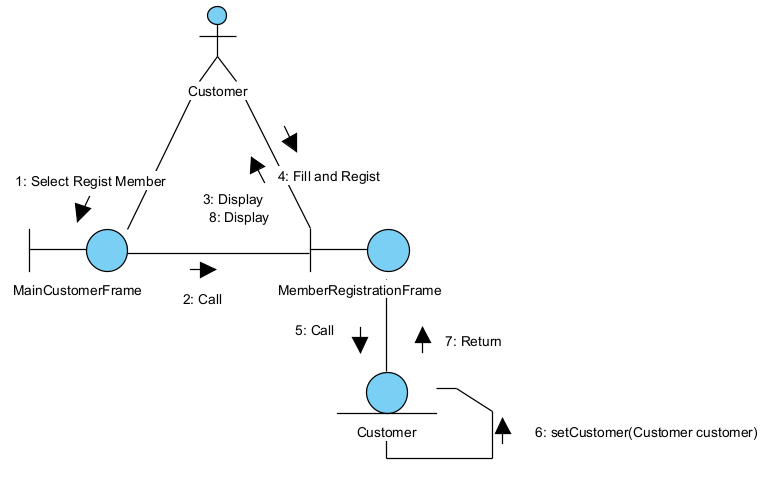 Customer
1: Select Regist Member
4: Fill and Regist
3: Display
8: Display
MainCustomerFrame
MemberRegistrationFrame
2: Call
5: Call
7: Return
Customer
6: setCustomer(Customer customer)